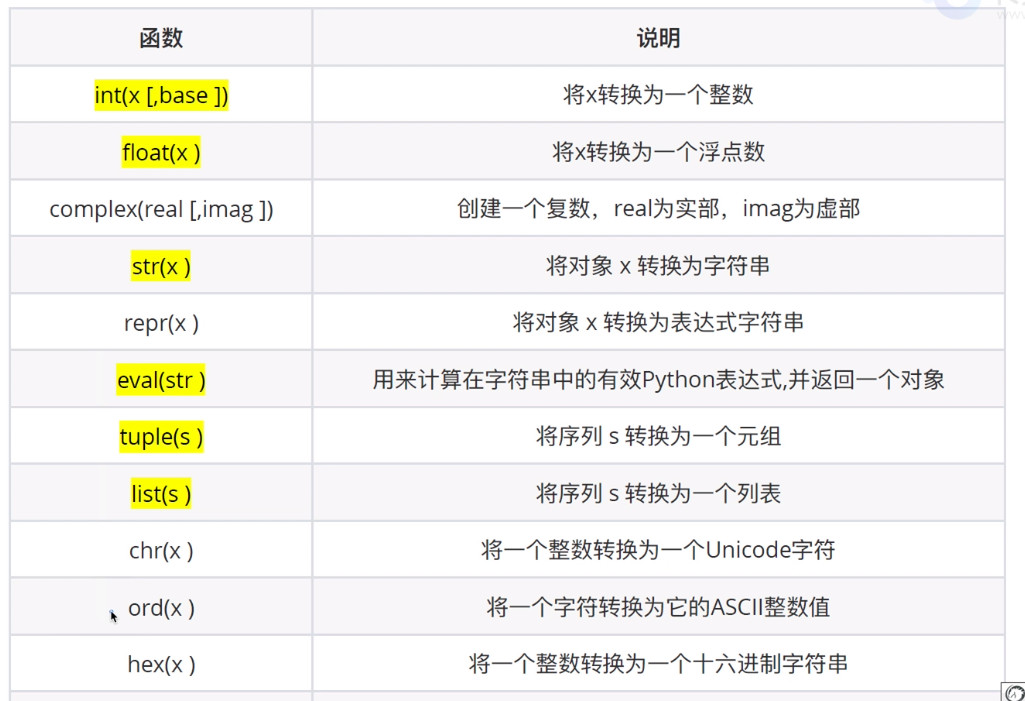 函数 说明
int(x [,base ]) 将x转换为一个整数
float(x ) 将x转换为一个浮点数
complex(real [,imag ]) 创建一个复数，real为实部，imag为虚部
str(x ) 将对象 x 转换为字符串
repr(x ) 将对象 x 转换为表达式字符串
eval(str ) 用来计算在字符串中的有效Python表达式,并返回一个对象
tuple(s ) 将序列 s 转换为一个元组
list(s ) 将序列 s 转换为一个列表
chr(x ) 将一个整数转换为一个Unicode字符
ord(x ) 将一个字符转换为它的ASCII整数值
hex(x ) 将一个整数转换为一个十六进制字符串